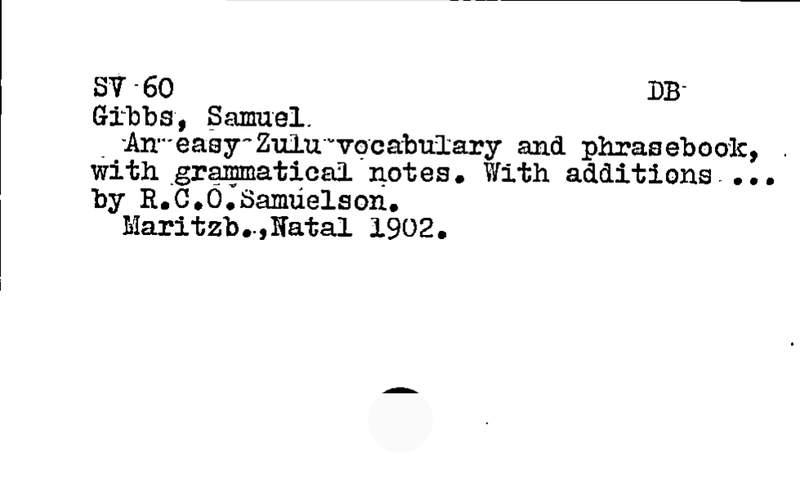 SV 60 DB
Gibbs, Samuel.
An easy Zulu vocabulary and phrasebook,
with grammatical notes. With additions ...
by R.C.O.Samuelson.
Maritzb.,Natal 1902.